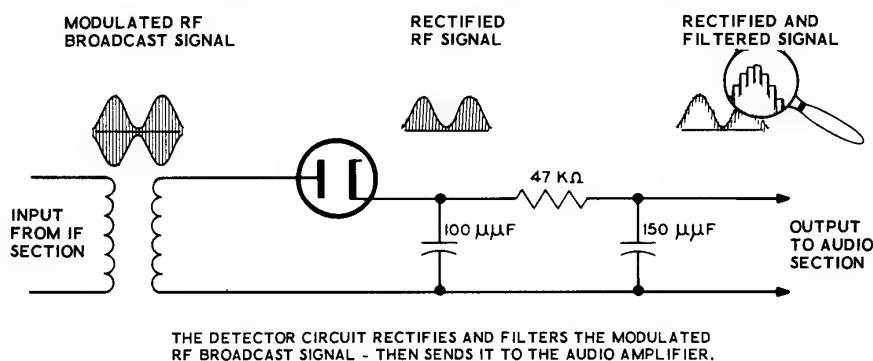 MODULATED RF
BROADCAST SIGNAL
RECTIFIED
RF SIGNAL
RECTIFIED AND
FILTERED SIGNAL
47 KΩ
INPUT
FROM IF
SECTION
100 μμF
150 μμF
OUTPUT
TO AUDIO
SECTION
THE DETECTOR CIRCUIT RECTIFIES AND FILTERS THE MODULATED
RF BROADCAST SIGNAL - THEN SENDS IT TO THE AUDIO AMPLIFIER.